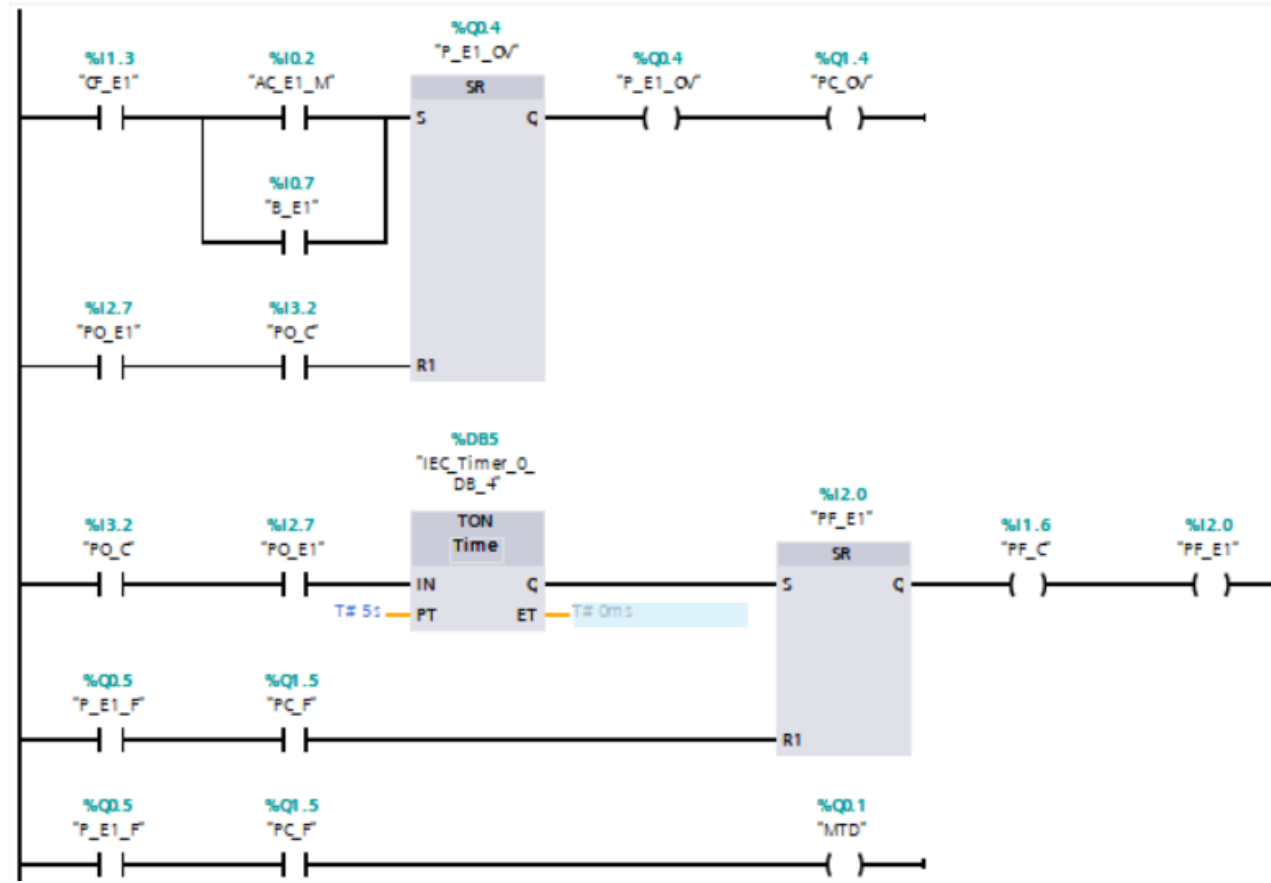 %Q0.4
%I1.3 %I0.2 "P_E1_OV" %Q0.4 %Q1.4
"CF_E1" "AC_E1_M" SR "P_E1_OV" "PC_OV"
S Q
%I0.7
"B_E1"
%I2.7 %I3.2
"PO_E1" "PO_C"
R1
%DB5
"IEC_Timer_0_
DB_4"
%I2.0
%I3.2 %I2.7 TON "PF_E1" %I1.6 %I2.0
"PO_C" "PO_E1" Time SR "PF_C" "PF_E1"
IN Q S Q
T# 5s PT ET T# 0ms
%Q0.5 %Q1.5
"P_E1_F" "PC_F"
R1
%Q0.5 %Q1.5 %Q0.1
"P_E1_F" "PC_F" "MTD"